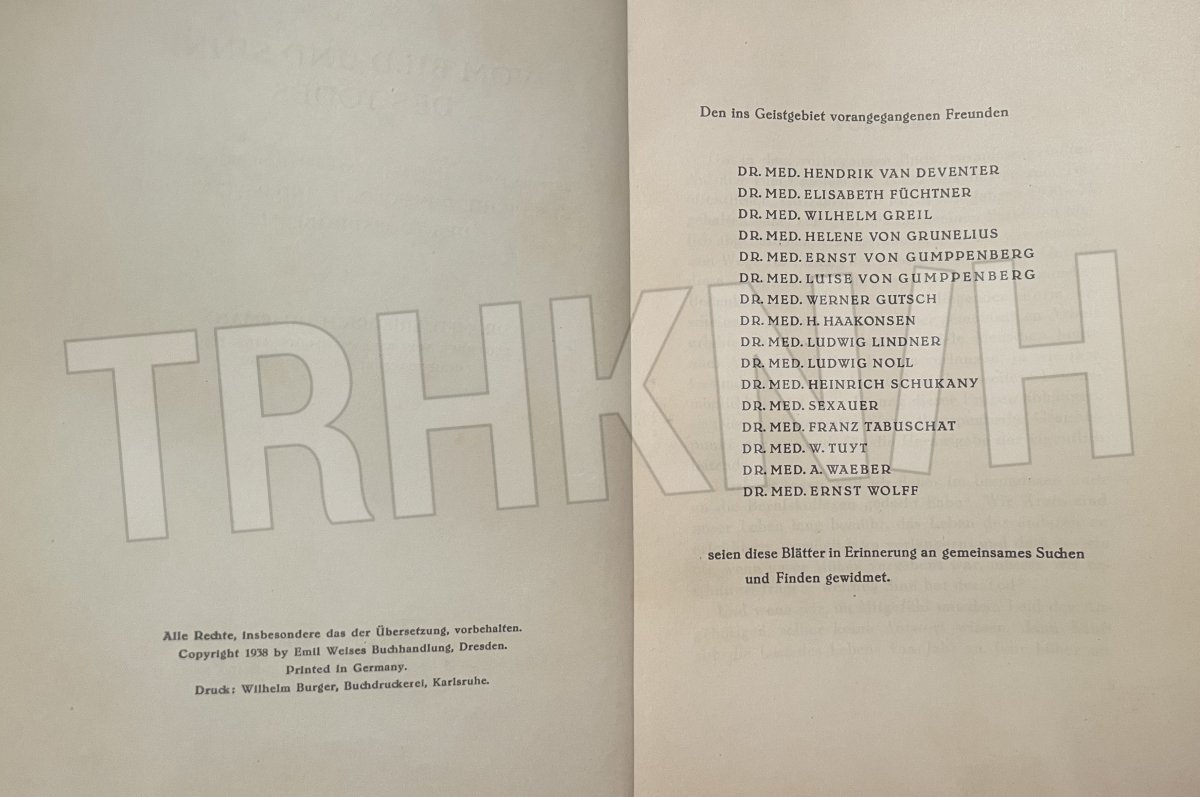 Alle Rechte, insbesondere das der Übersetzung, vorbehalten.
Copyright 1938 by Emil Weises Buchhandlung, Dresden.
Printed in Germany.
Druck: Wilhelm Burger, Buchdruckerei, Karlsruhe.
Den ins Geistgebiet vorangegangenen Freunden
DR. MED. HENDRIK VAN DEVENTER
DR. MED. ELISABETH FÜCHTNER
DR. MED. WILHELM GREIL
DR. MED. HELENE VON GRUNELIUS
DR. MED. ERNST VON GUMPPENBERG
DR. MED. LUISE VON GUMPPENBERG
DR. MED. WERNER GUTSCH
DR. MED. H. HAAKONSEN
DR. MED. LUDWIG LINDNER
DR. MED. LUDWIG NOLL
DR. MED. HEINRICH SCHUKANY
DR. MED. SEXAUER
DR. MED. FRANZ TABUSCHAT
DR. MED. W. TUYT
DR. MED. A. WAEBER
DR. MED. ERNST WOLFF
seien diese Blätter in Erinnerung an gemeinsames Suchen
und Finden gewidmet.
TRHKNVH